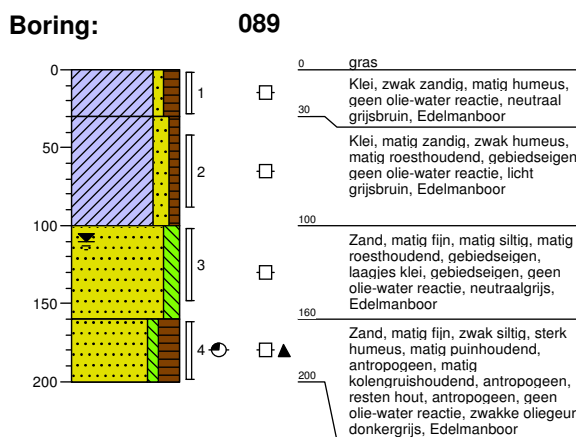 Boring: 089
0
50
100
150
200
1
2
3
4
0 gras
Klei, zwak zandig, matig humeus,
geen olie-water reactie, neutraal
grijsbruin, Edelmanboor
30
Klei, matig zandig, zwak humeus,
matig roesthoudend, gebiedseigen
geen olie-water reactie, licht
grijsbruin, Edelmanboor
100
Zand, matig fijn, matig siltig, matig
roesthoudend, gebiedseigen,
laagjes klei, gebiedseigen, geen
olie-water reactie, neutraalgrijs,
Edelmanboor
160
Zand, matig fijn, zwak siltig, sterk
humeus, matig puinhoudend,
antropogeen, matig
kolengruishoudend, antropogeen,
resten hout, antropogeen, geen
olie-water reactie, zwakke oliegeur
donkergrijs, Edelmanboor
200